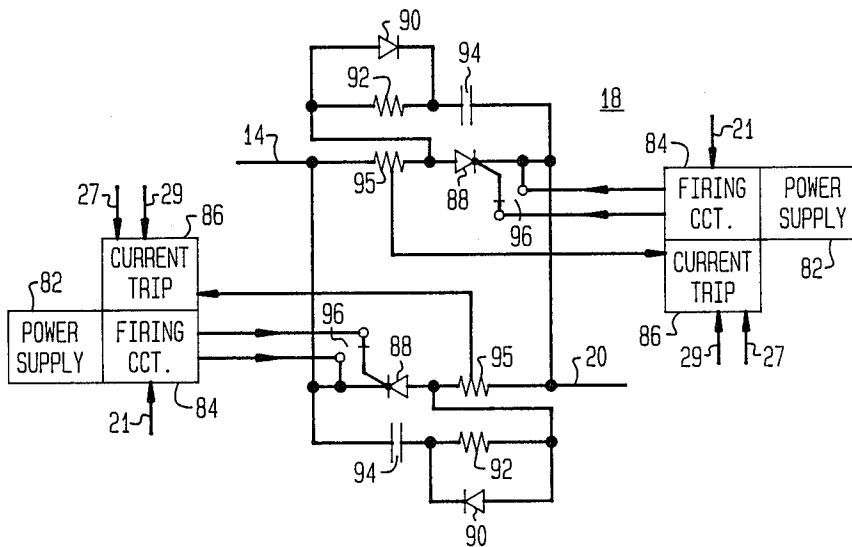 90
92
94
18
14
21
84
95
88
27
29
86
FIRING
CCT.
POWER
SUPPLY
96
CURRENT
TRIP
82
CURRENT
TRIP
82
86
POWER
SUPPLY
FIRING
CCT.
96
88
95
20
29
27
84
21
94
92
90